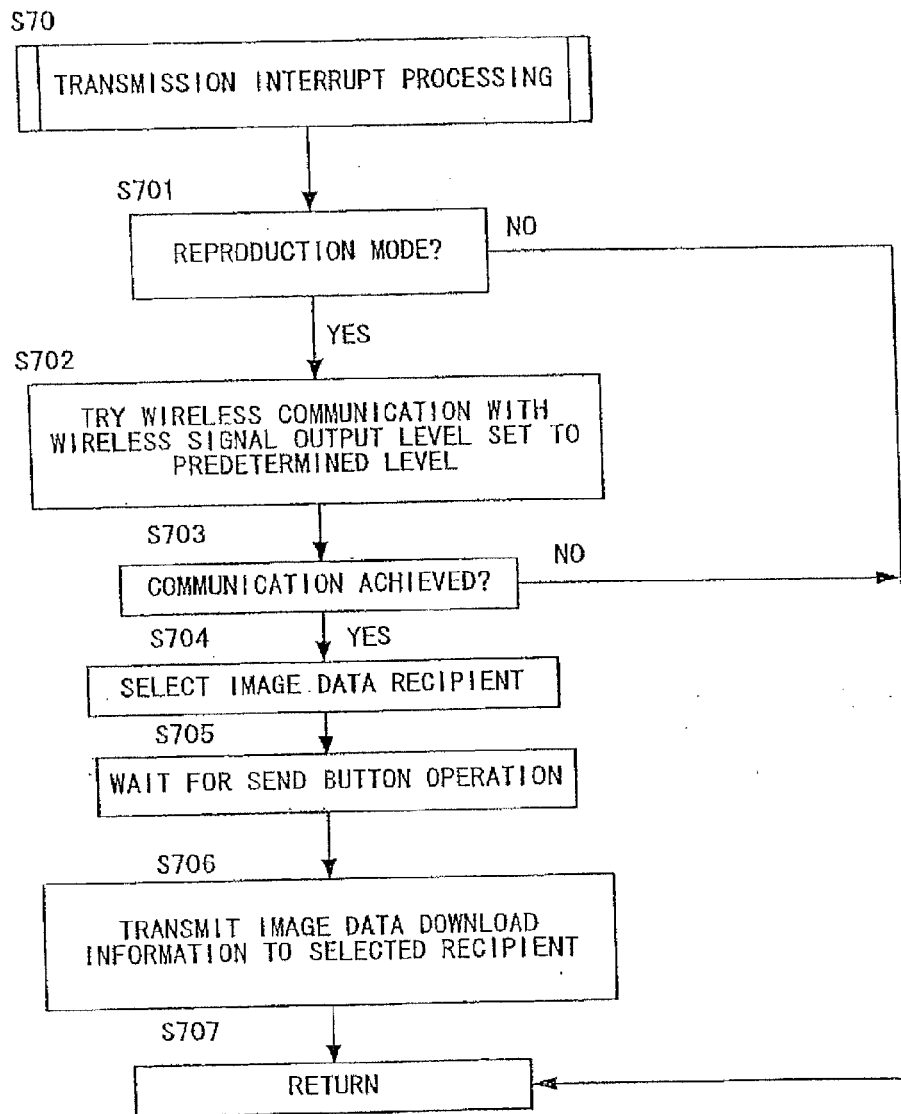 S70
TRANSMISSION INTERRUPT PROCESSING
S701
REPRODUCTION MODE?
NO
YES
S702
TRY WIRELESS COMMUNICATION WITH
WIRELESS SIGNAL OUTPUT LEVEL SET TO
PREDETERMINED LEVEL
S703
COMMUNICATION ACHIEVED?
NO
S704
YES
SELECT IMAGE DATA RECIPIENT
S705
WAIT FOR SEND BUTTON OPERATION
S706
TRANSMIT IMAGE DATA DOWNLOAD
INFORMATION TO SELECTED RECIPIENT
S707
RETURN